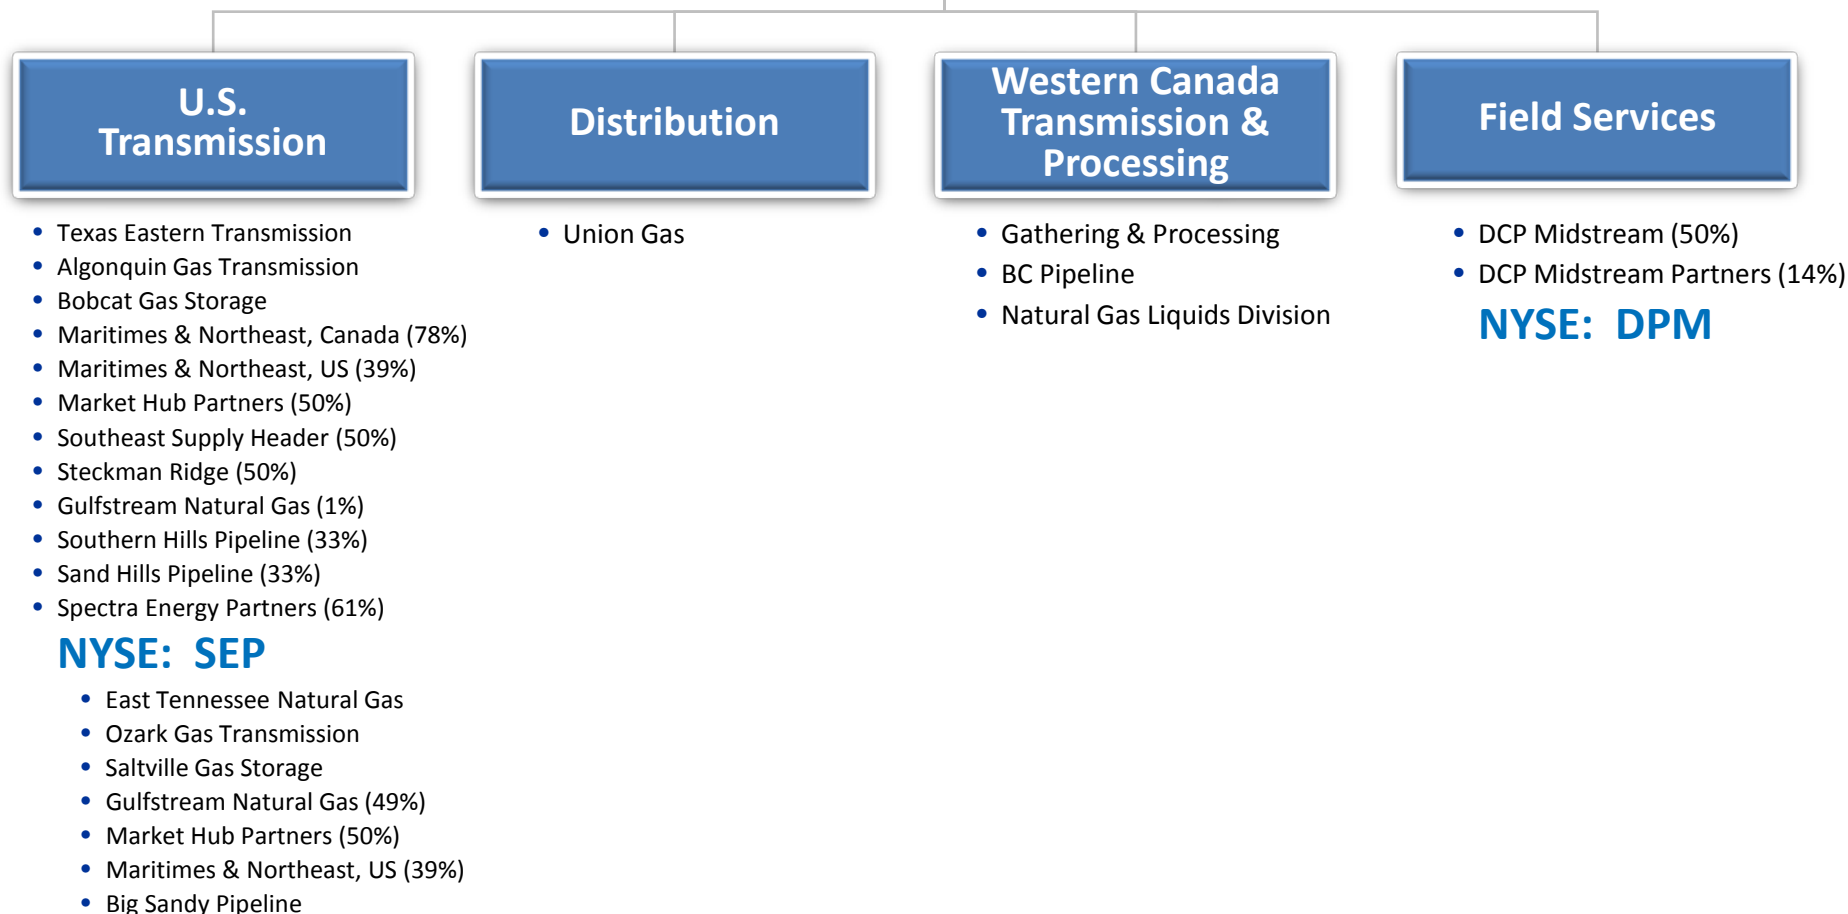 U.S.
Transmission
Distribution
Western Canada
Transmission &
Processing
Field Services
• Texas Eastern Transmission
• Algonquin Gas Transmission
• Bobcat Gas Storage
• Maritimes & Northeast, Canada (78%)
• Maritimes & Northeast, US (39%)
• Market Hub Partners (50%)
• Southeast Supply Header (50%)
• Steckman Ridge (50%)
• Gulfstream Natural Gas (1%)
• Southern Hills Pipeline (33%)
• Sand Hills Pipeline (33%)
• Spectra Energy Partners (61%)
NYSE: SEP
• East Tennessee Natural Gas
• Ozark Gas Transmission
• Saltville Gas Storage
• Gulfstream Natural Gas (49%)
• Market Hub Partners (50%)
• Maritimes & Northeast, US (39%)
• Big Sandy Pipeline
• Union Gas
• Gathering & Processing
• BC Pipeline
• Natural Gas Liquids Division
• DCP Midstream (50%)
• DCP Midstream Partners (14%)
NYSE: DPM